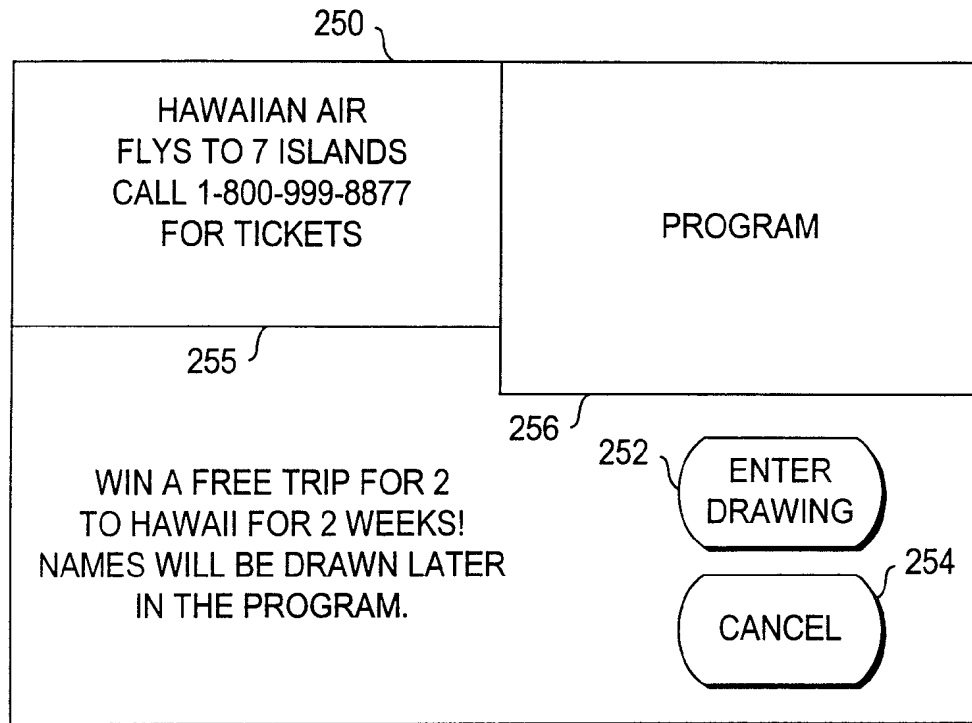 250
HAWAIIAN AIR
FLYS TO 7 ISLANDS
CALL 1-800-999-8877
FOR TICKETS
PROGRAM
255
256
WIN A FREE TRIP FOR 2
TO HAWAII FOR 2 WEEKS!
NAMES WILL BE DRAWN LATER
IN THE PROGRAM.
252
ENTER
DRAWING
254
CANCEL